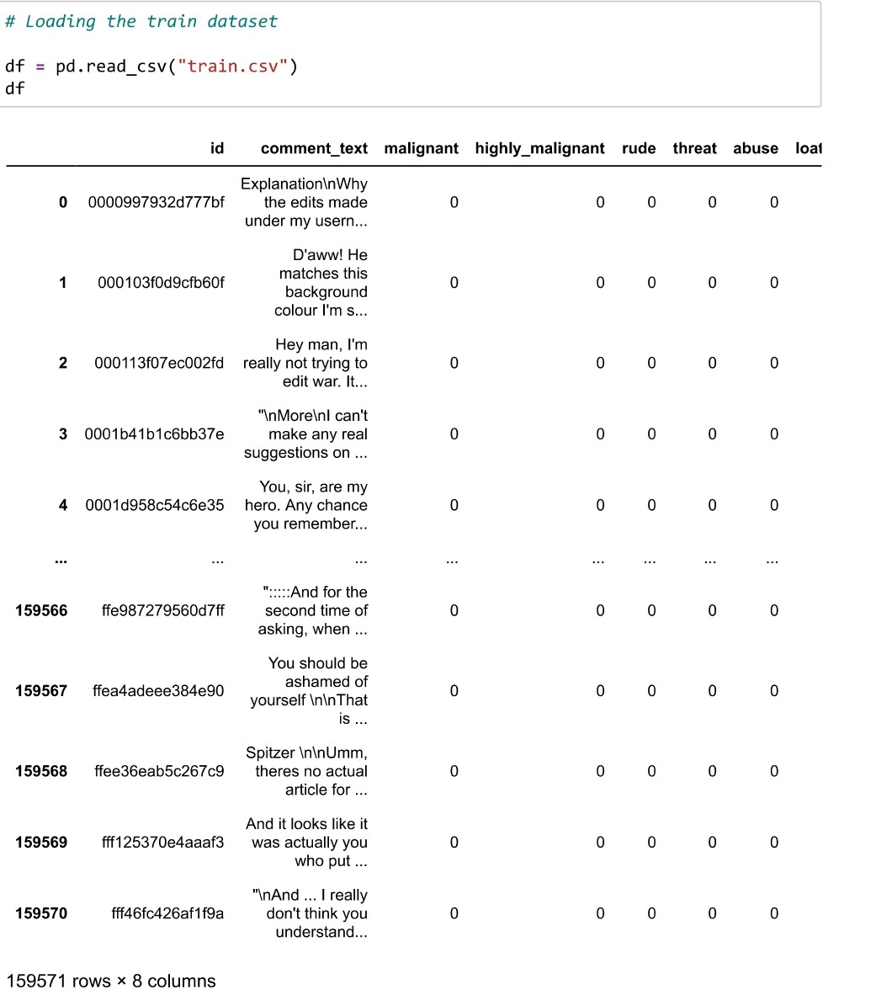 # Loading the train dataset
df = pd.read_csv("train.csv")
df
id comment_text malignant highly_malignant rude threat abuse loat
Explanation\nWhy
0 0000997932d777bf the edits made 0 0 0 0 0
under my usern...
D'aww! He
matches this
1 000103f0d9cfb60f background 0 0 0 0 0
colour I'm s...
Hey man, I'm
2 000113f07ec002fd really not trying to 0 0 0 0 0
edit war. It...
"\nMore\nI can't
3 0001b41b1c6bb37e make any real 0 0 0 0 0
suggestions on ...
You, sir, are my
4 0001d958c54c6e35 hero. Any chance 0 0 0 0 0
you remember...
... ... ... ... ... ... ... ...
":::::And for the
159566 ffe987279560d7ff second time of 0 0 0 0 0
asking, when ...
You should be
ashamed of
159567 ffea4adeee384e90 yourself \n\nThat 0 0 0 0 0
is ...
Spitzer \n\nUmm,
159568 ffee36eab5c267c9 theres no actual 0 0 0 0 0
article for ...
And it looks like it
159569 fff125370e4aaaf3 was actually you 0 0 0 0 0
who put ...
"\nAnd ... I really
159570 fff46fc426af1f9a don't think you 0 0 0 0 0
understand...
159571 rows × 8 columns